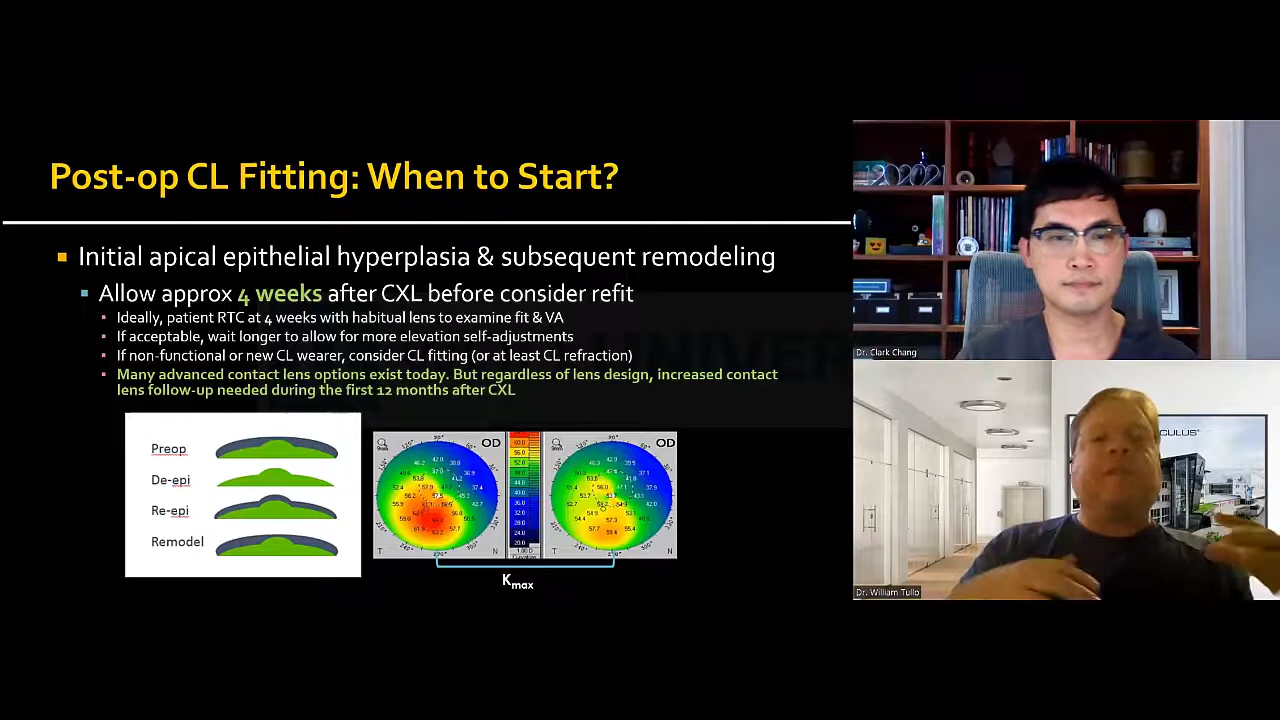 Post-op CL Fitting: When to Start?
Initial apical epithelial hyperplasia & subsequent remodeling
Allow approx 4 weeks after CXL before consider refit
Ideally, patient RTC at 4 weeks with habitual lens to examine fit & VA
If acceptable, wait longer to allow for more elevation self-adjustments
If non-functional or new CL wearer, consider CL fitting (or at least CL refraction)
Many advanced contact lens options exist today. But regardless of lens design, increased contact
lens follow-up needed during the first 12 months after CXL
Preop
De-epi
Re-epi
Remodel
OD
OD
T
N
T
N
Kmax
Dr. Clark Chang
CULUS
Dr. William Tullo